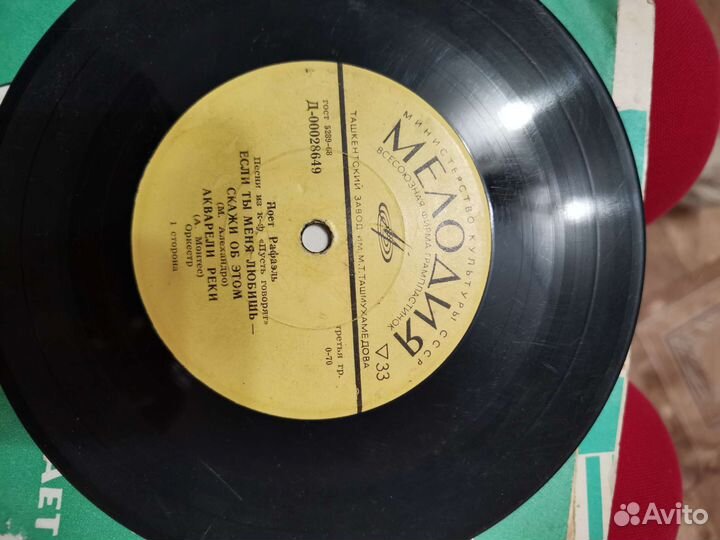 МИНИСТЕРСТВО КУЛЬТУРЫ СССР
МЕЛОДИЯ
ВСЕСОЮЗНАЯ ФИРМА ГРАМПЛАСТИНОК
▽33
ТАШКЕНТСКИЙ ЗАВОД ИМ. М.Т. ТАШМУХАМЕДОВА
ГОСТ 5289-68
Д-00028649
третья гр.
0-70
Поет Рафаэль
Песни из к-ф. «Пусть говорят»
ЕСЛИ ТЫ МЕНЯ ЛЮБИШЬ —
СКАЖИ ОБ ЭТОМ
(М. Алехандро)
АКВАРЕЛИ РЕКИ
(А Монтес)
Оркестр
1 сторона
АЕТ
Avito